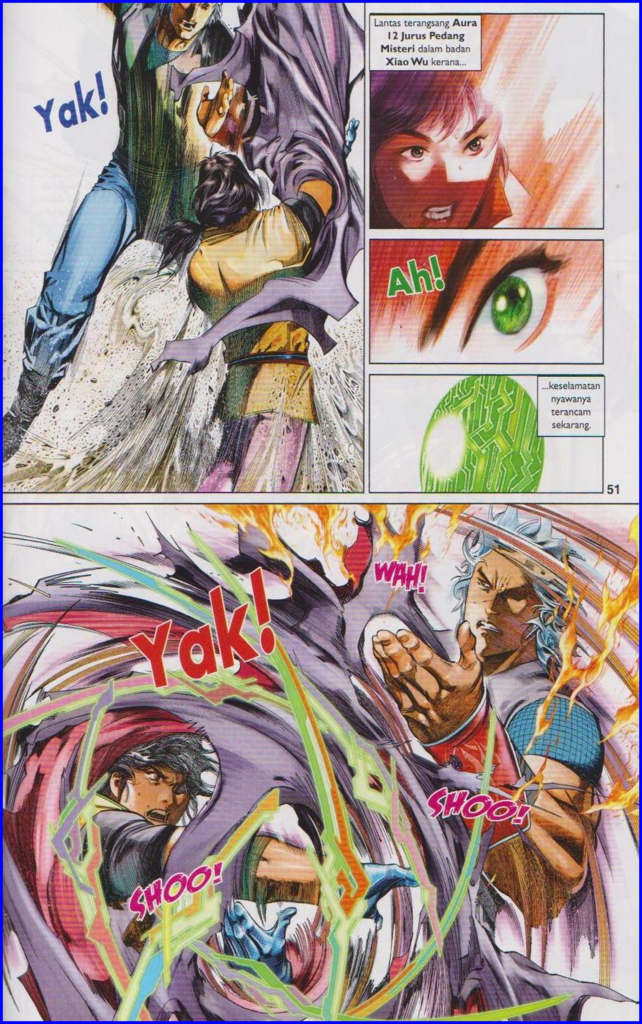 Yak!
Lantas terangsang Aura
12 Jurus Pedang
Misteri dalam badan
Xiao Wu kerana...
Ah!
...keselamatan
nyawanya
terancam
sekarang.
51
WAH!
Yak!
SHOO!
SHOO!